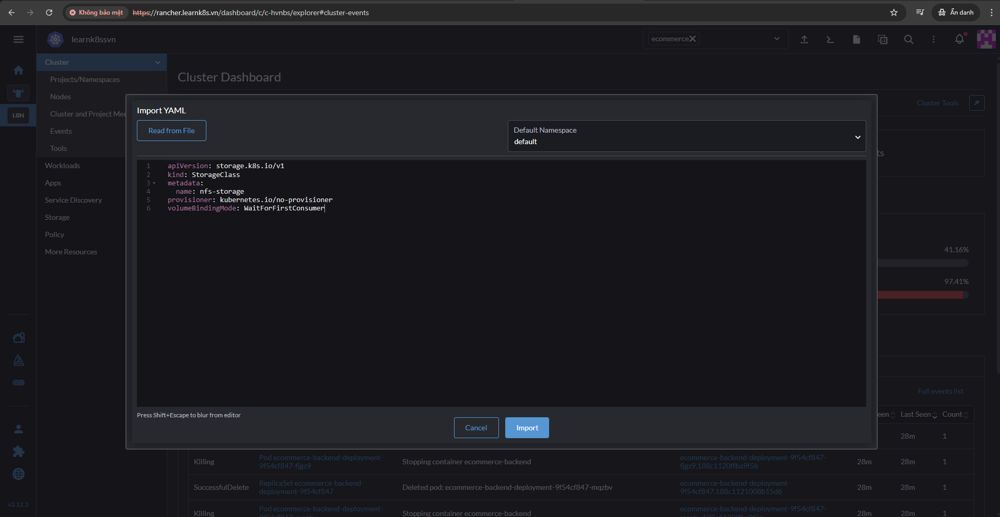 Không bảo mật
https://rancher.learnk8s.vn/dashboard/c/c-hvnbs/explorer#cluster-events
Ẩn danh
learnk8ssvn
ecommerce
Cluster
Projects/Namespaces
Nodes
Cluster and Project Mer
Events
Tools
Workloads
Apps
Service Discovery
Storage
Policy
More Resources
L8N
v2.12.3
Cluster Dashboard
Cluster Tools
ts
Import YAML
Read from File
Default Namespace
default
1 apiVersion: storage.k8s.io/v1
2 kind: StorageClass
3 metadata:
4   name: nfs-storage
5 provisioner: kubernetes.io/no-provisioner
6 volumeBindingMode: WaitForFirstConsumer
Press Shift+Escape to blur from editor
Cancel
Import
41.16%
97.41%
Full events list
een Last Seen Count
28m 1
Killing Pod ecommerce-backend-deployment-9f54cf847-fjgz9 Stopping container ecommerce-backend ecommerce-backend-deployment-9f54cf847-fjgz9.188c1120ffba9f5b 28m 28m 1
SuccessfulDelete ReplicaSet ecommerce-backend-deployment-9f54cf847 Deleted pod: ecommerce-backend-deployment-9f54cf847-mqzbv ecommerce-backend-deployment-9f54cf847.188c1121008b15d6 28m 28m 1
Killing Pod ecommerce-backend-deployment- Stopping container ecommerce-backend ecommerce-backend-deployment-9f54cf847- 28m 28m 1